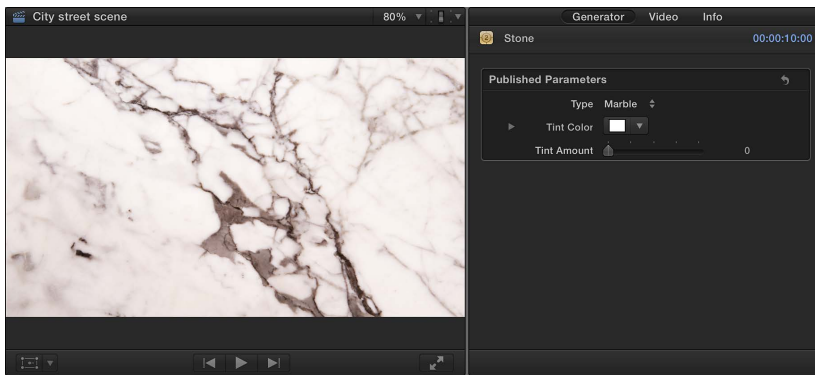 City street scene
80%
Generator Video Info
Stone 00:00:10:00
Published Parameters
Type Marble
Tint Color
Tint Amount 0